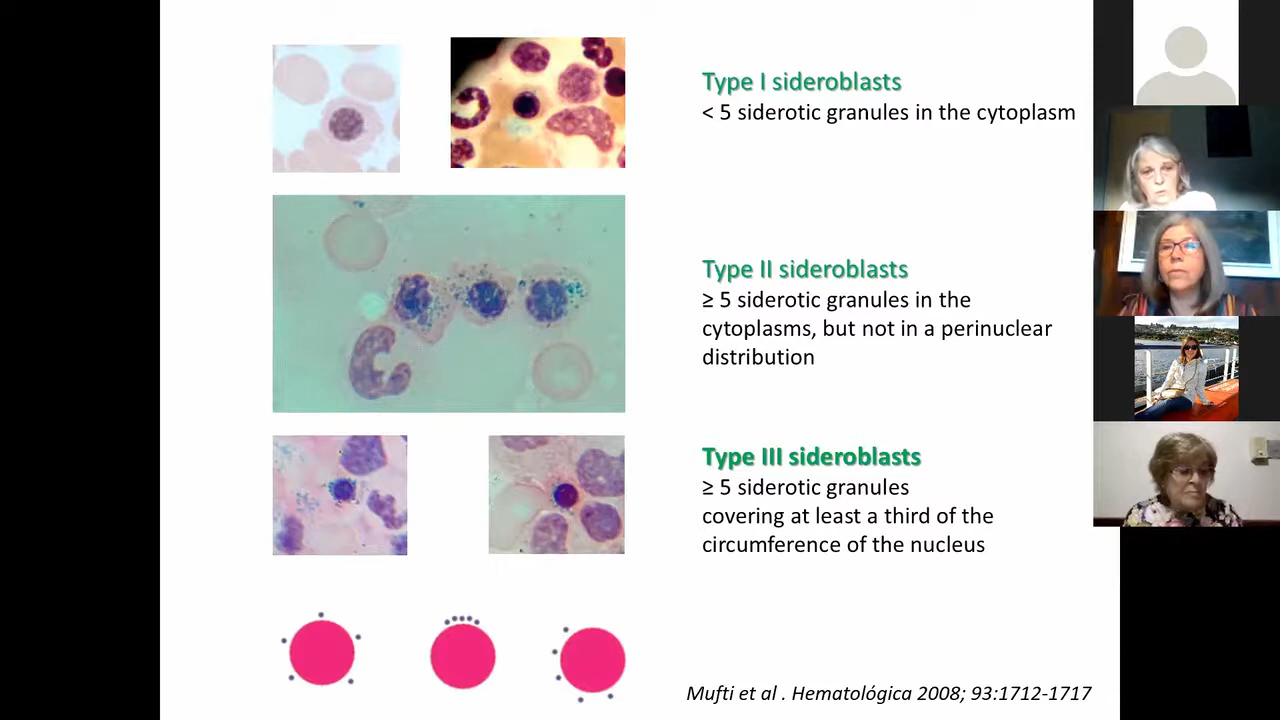 Type I sideroblasts
< 5 siderotic granules in the cytoplasm
Type II sideroblasts
≥ 5 siderotic granules in the
cytoplasms, but not in a perinuclear
distribution
Type III sideroblasts
≥ 5 siderotic granules
covering at least a third of the
circumference of the nucleus
Mufti et al . Hematológica 2008; 93:1712-1717